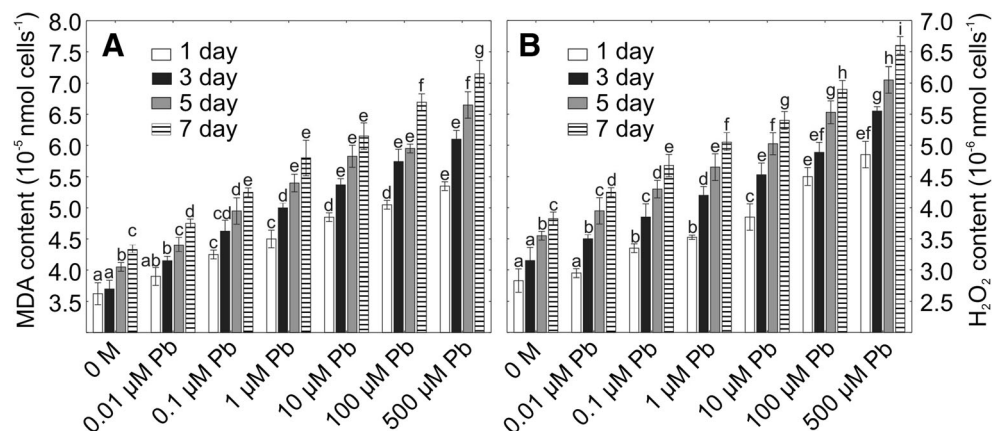 MDA content (10⁻⁵ nmol cells⁻¹)
8.0
7.5
7.0
6.5
6.0
5.5
5.0
4.5
4.0
3.5
A
1 day
3 day
5 day
7 day
a a b c
ab b c d
c cd d e
c d e e
d e e e
d e e f
e e f g
0 M
0.01 µM Pb
0.1 µM Pb
1 µM Pb
10 µM Pb
100 µM Pb
500 µM Pb
B
1 day
3 day
5 day
7 day
a a b c
a b c d
b c d e
c d e f
c e f g
e ef g h
ef g h i
0 M
0.01 µM Pb
0.1 µM Pb
1 µM Pb
10 µM Pb
100 µM Pb
500 µM Pb
7.0
6.5
6.0
5.5
5.0
4.5
4.0
3.5
3.0
2.5
H₂O₂ content (10⁻⁶ nmol cells⁻¹)